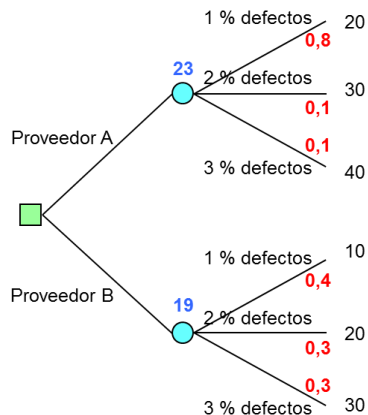 1 % defectos
20
0,8
23
2 % defectos
30
0,1
Proveedor A
0,1
3 % defectos
40
1 % defectos
10
0,4
Proveedor B
19
2 % defectos
20
0,3
0,3
3 % defectos
30